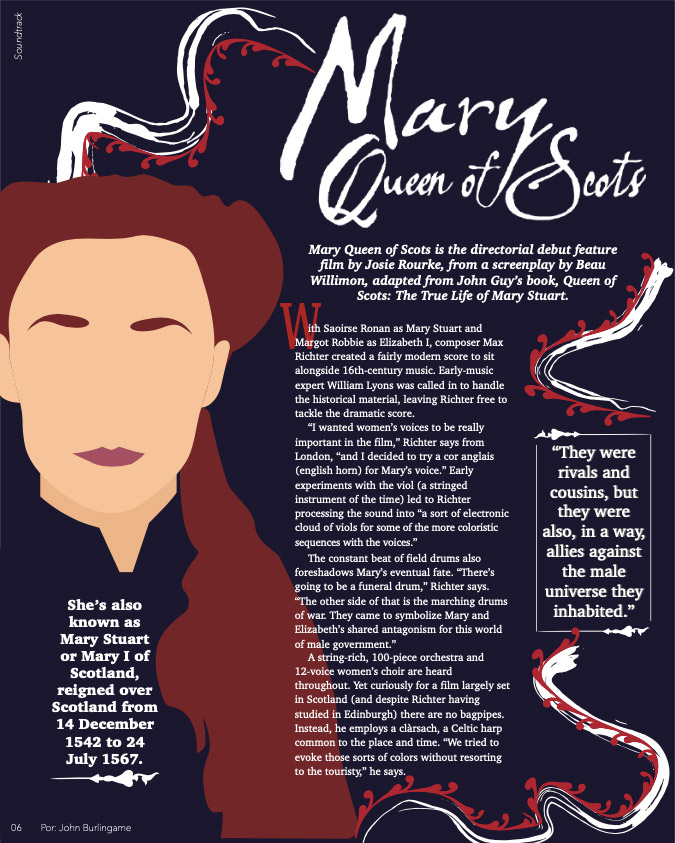 Soundtrack
Mary
Queen of Scots
Mary Queen of Scots is the directorial debut feature
film by Josie Rourke, from a screenplay by Beau
Willimon, adapted from John Guy's book, Queen of
Scots: The True Life of Mary Stuart.
With Saoirse Ronan as Mary Stuart and
Margot Robbie as Elizabeth I, composer Max
Richter created a fairly modern score to sit
alongside 16th-century music. Early-music
expert William Lyons was called in to handle
the historical material, leaving Richter free to
tackle the dramatic score.
“I wanted women's voices to be really
important in the film,” Richter says from
London, “and I decided to try a cor anglais
(english horn) for Mary's voice.” Early
experiments with the viol (a stringed
instrument of the time) led to Richter
processing the sound into “a sort of electronic
cloud of viols for some of the more coloristic
sequences with the voices.”
The constant beat of field drums also
foreshadows Mary's eventual fate. “There's
going to be a funeral drum,” Richter says.
“The other side of that is the marching drums
of war. They came to symbolize Mary and
Elizabeth's shared antagonism for this world
of male government.”
A string-rich, 100-piece orchestra and
12-voice women's choir are heard
throughout. Yet curiously for a film largely set
in Scotland (and despite Richter having
studied in Edinburgh) there are no bagpipes.
Instead, he employs a clàrsach, a Celtic harp
common to the place and time. “We tried to
evoke those sorts of colors without resorting
to the touristy,” he says.
“They were
rivals and
cousins, but
they were
also, in a way,
allies against
the male
universe they
inhabited.”
She's also
known as
Mary Stuart
or Mary I of
Scotland,
reigned over
Scotland from
14 December
1542 to 24
July 1567.
06 Por: John Burlingame